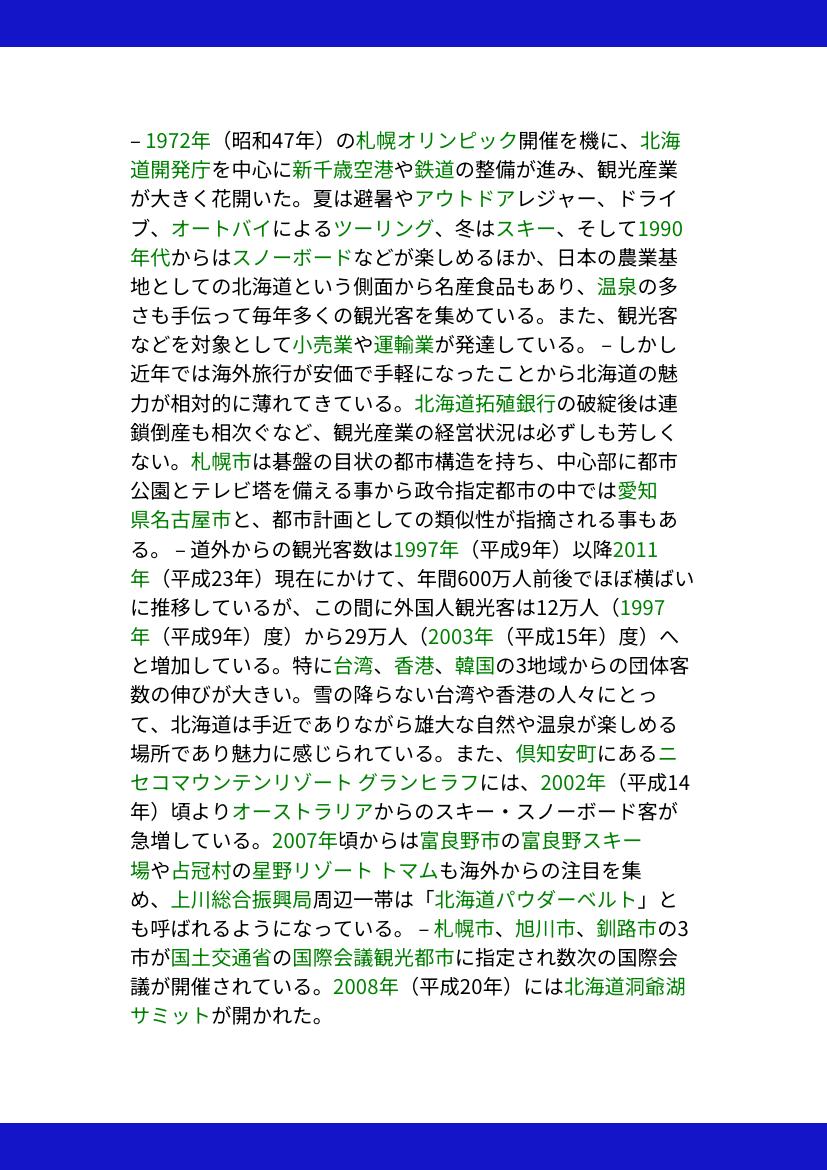 – 1972年（昭和47年）の札幌オリンピック開催を機に、北海
道開発庁を中心に新千歳空港や鉄道の整備が進み、観光産業
が大きく花開いた。夏は避暑やアウトドアレジャー、ドライ
ブ、オートバイによるツーリング、冬はスキー、そして1990
年代からはスノーボードなどが楽しめるほか、日本の農業基
地としての北海道という側面から名産食品もあり、温泉の多
さも手伝って毎年多くの観光客を集めている。また、観光客
などを対象として小売業や運輸業が発達している。 – しかし
近年では海外旅行が安価で手軽になったことから北海道の魅
力が相対的に薄れてきている。北海道拓殖銀行の破綻後は連
鎖倒産も相次ぐなど、観光産業の経営状況は必ずしも芳しく
ない。札幌市は碁盤の目状の都市構造を持ち、中心部に都市
公園とテレビ塔を備える事から政令指定都市の中では愛知
県名古屋市と、都市計画としての類似性が指摘される事もあ
る。 – 道外からの観光客数は1997年（平成9年）以降2011
年（平成23年）現在にかけて、年間600万人前後でほぼ横ばい
に推移しているが、この間に外国人観光客は12万人（1997
年（平成9年）度）から29万人（2003年（平成15年）度）へ
と増加している。特に台湾、香港、韓国の3地域からの団体客
数の伸びが大きい。雪の降らない台湾や香港の人々にとっ
て、北海道は手近でありながら雄大な自然や温泉が楽しめる
場所であり魅力に感じられている。また、倶知安町にあるニ
セコマウンテンリゾート グランヒラフには、2002年（平成14
年）頃よりオーストラリアからのスキー・スノーボード客が
急増している。2007年頃からは富良野市の富良野スキー
場や占冠村の星野リゾート トマムも海外からの注目を集
め、上川総合振興局周辺一帯は「北海道パウダーベルト」と
も呼ばれるようになっている。 – 札幌市、旭川市、釧路市の3
市が国土交通省の国際会議観光都市に指定され数次の国際会
議が開催されている。2008年（平成20年）には北海道洞爺湖
サミットが開かれた。